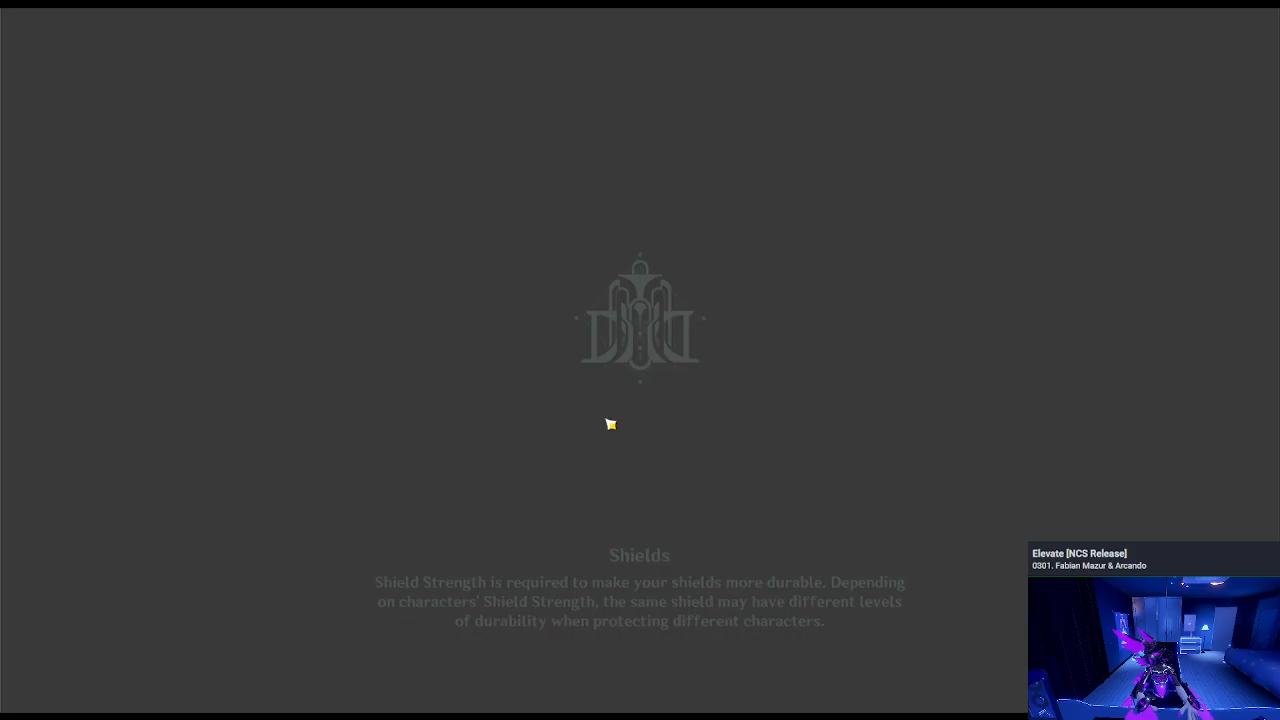 Shields
Shield Strength is required to make your shields more durable. Depending
on characters' Shield Strength, the same shield may have different levels
of durability when protecting different characters.
Elevate [NCS Release]
0301. Fabian Mazur & Arcando